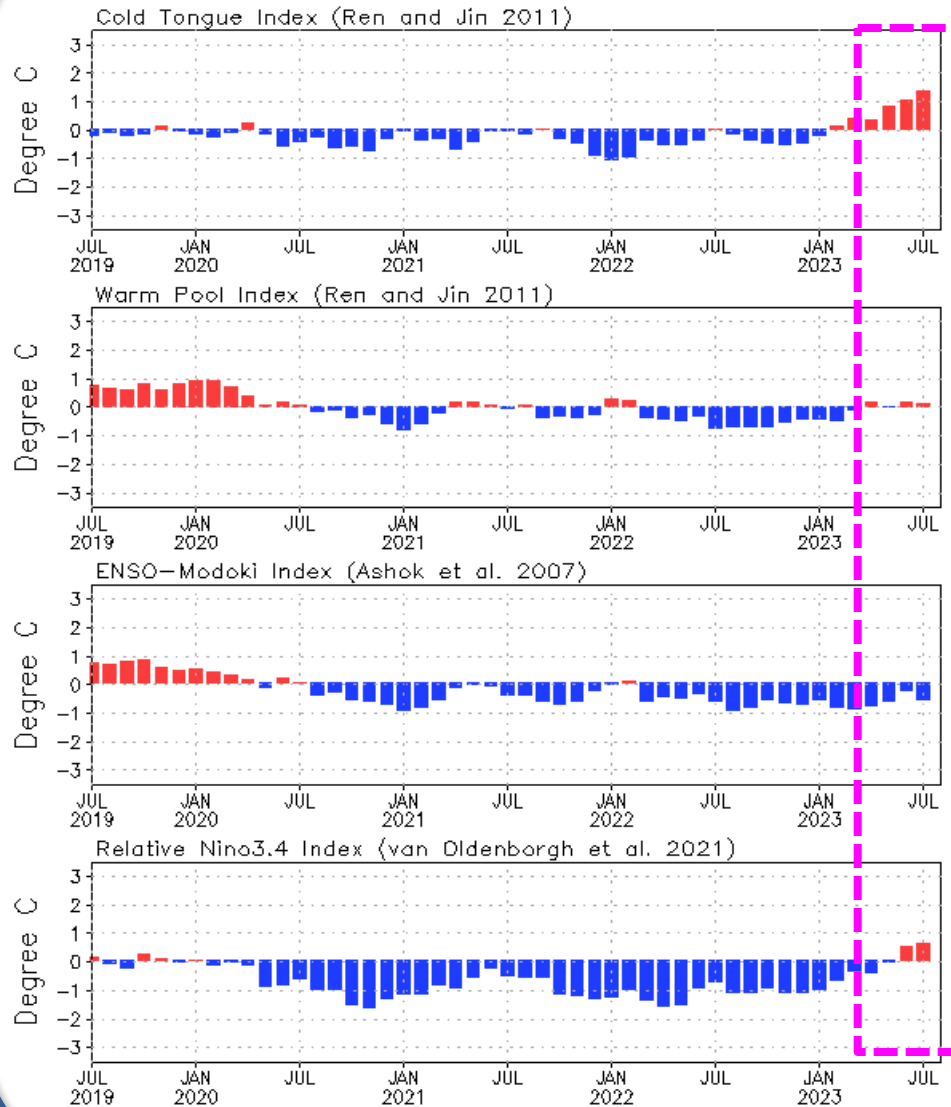 Cold Tongue Index (Ren and Jin 2011)
Degree C
3
2
1
0
−1
−2
−3
JUL JAN JUL JAN JUL JAN JUL JAN JUL
2019 2020 2021 2022 2023
Warm Pool Index (Ren and Jin 2011)
Degree C
3
2
1
0
−1
−2
−3
JUL JAN JUL JAN JUL JAN JUL JAN JUL
2019 2020 2021 2022 2023
ENSO−Modoki Index (Ashok et al. 2007)
Degree C
3
2
1
0
−1
−2
−3
JUL JAN JUL JAN JUL JAN JUL JAN JUL
2019 2020 2021 2022 2023
Relative Nino3.4 Index (van Oldenborgh et al. 2021)
Degree C
3
2
1
0
−1
−2
−3
JUL JAN JUL JAN JUL JAN JUL JAN JUL
2019 2020 2021 2022 2023